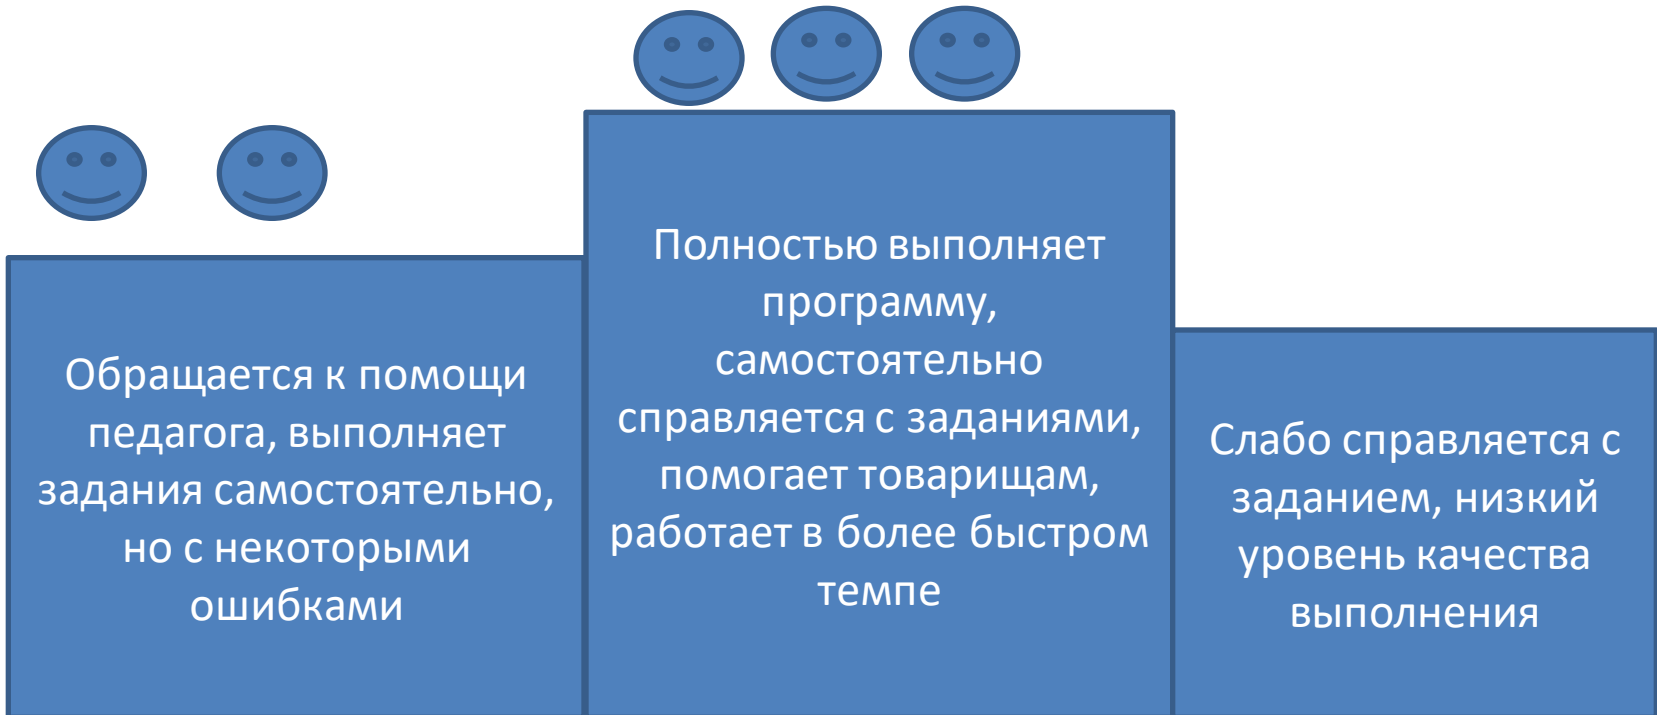 Обращается к помощи
педагога, выполняет
задания самостоятельно,
но с некоторыми
ошибками
Полностью выполняет
программу,
самостоятельно
справляется с заданиями,
помогает товарищам,
работает в более быстром
темпе
Слабо справляется с
заданием, низкий
уровень качества
выполнения